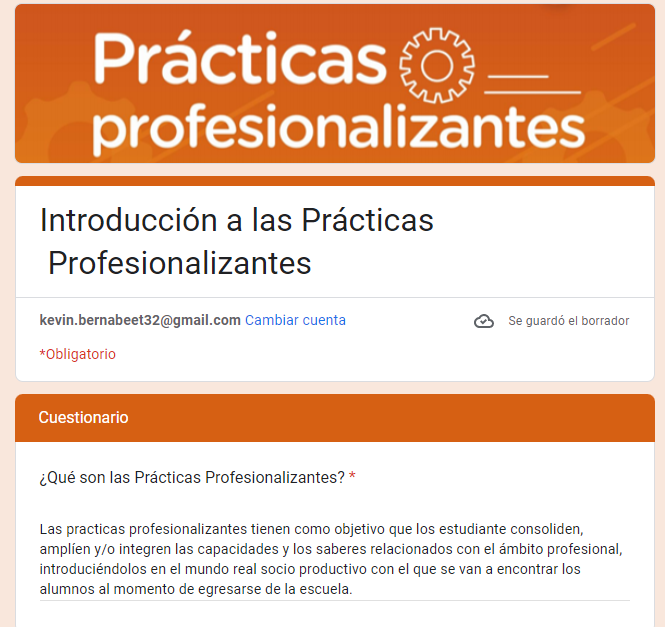 Prácticas
profesionalizantes
Introducción a las Prácticas
Profesionalizantes
kevin.bernabeet32@gmail.com Cambiar cuenta
Se guardó el borrador
*Obligatorio
Cuestionario
¿Qué son las Prácticas Profesionalizantes? *
Las practicas profesionalizantes tienen como objetivo que los estudiante consoliden,
amplíen y/o integren las capacidades y los saberes relacionados con el ámbito profesional,
introduciéndolos en el mundo real socio productivo con el que se van a encontrar los
alumnos al momento de egresarse de la escuela.